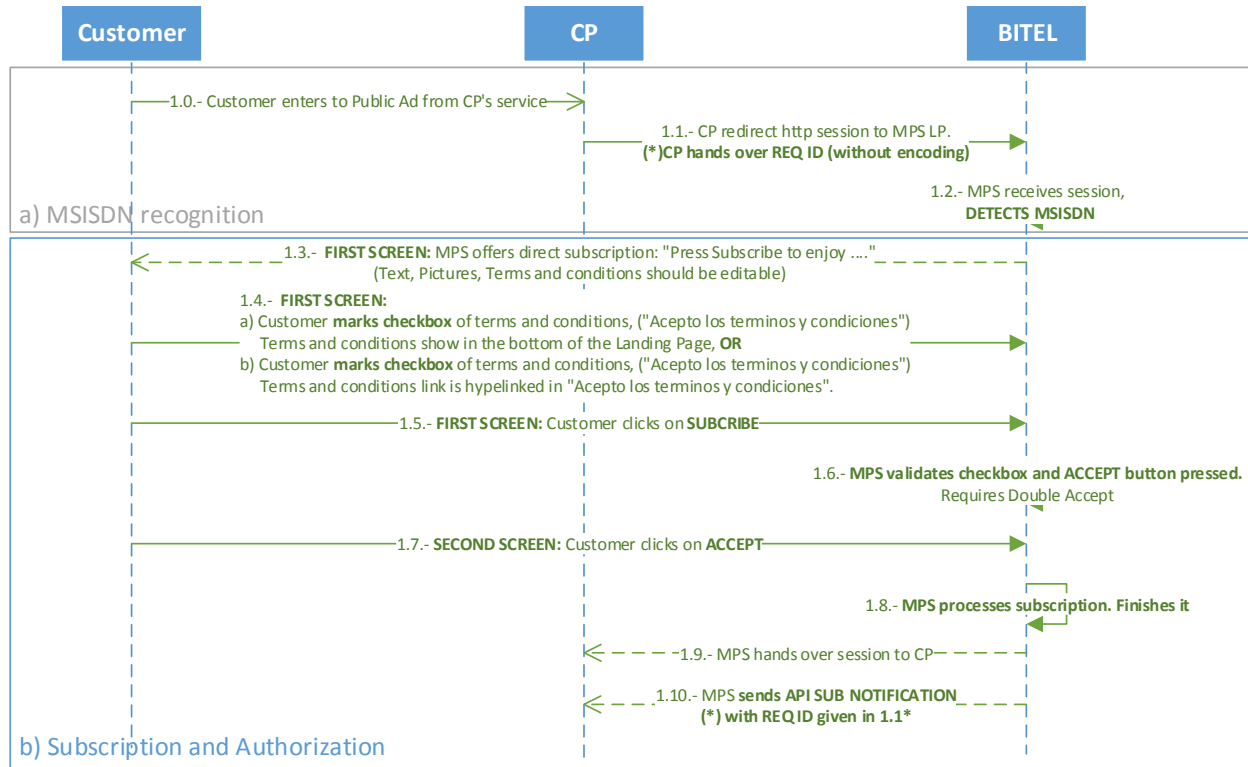 Customer
CP
BITEL
1.0.- Customer enters to Public Ad from CP's service
1.1.- CP redirect http session to MPS LP.
(*)CP hands over REQ ID (without encoding)
1.2.- MPS receives session,
DETECTS MSISDN
a) MSISDN recognition
1.3.- FIRST SCREEN: MPS offers direct subscription: "Press Subscribe to enjoy ...."
(Text, Pictures, Terms and conditions should be editable)
1.4.- FIRST SCREEN:
a) Customer marks checkbox of terms and conditions, ("Acepto los terminos y condiciones")
Terms and conditions show in the bottom of the Landing Page, OR
b) Customer marks checkbox of terms and conditions, ("Acepto los terminos y condiciones")
Terms and conditions link is hypelinked in "Acepto los terminos y condiciones".
1.5.- FIRST SCREEN: Customer clicks on SUBCRIBE
1.6.- MPS validates checkbox and ACCEPT button pressed.
Requires Double Accept
1.7.- SECOND SCREEN: Customer clicks on ACCEPT
1.8.- MPS processes subscription. Finishes it
1.9.- MPS hands over session to CP
1.10.- MPS sends API SUB NOTIFICATION
(*) with REQ ID given in 1.1*
b) Subscription and Authorization